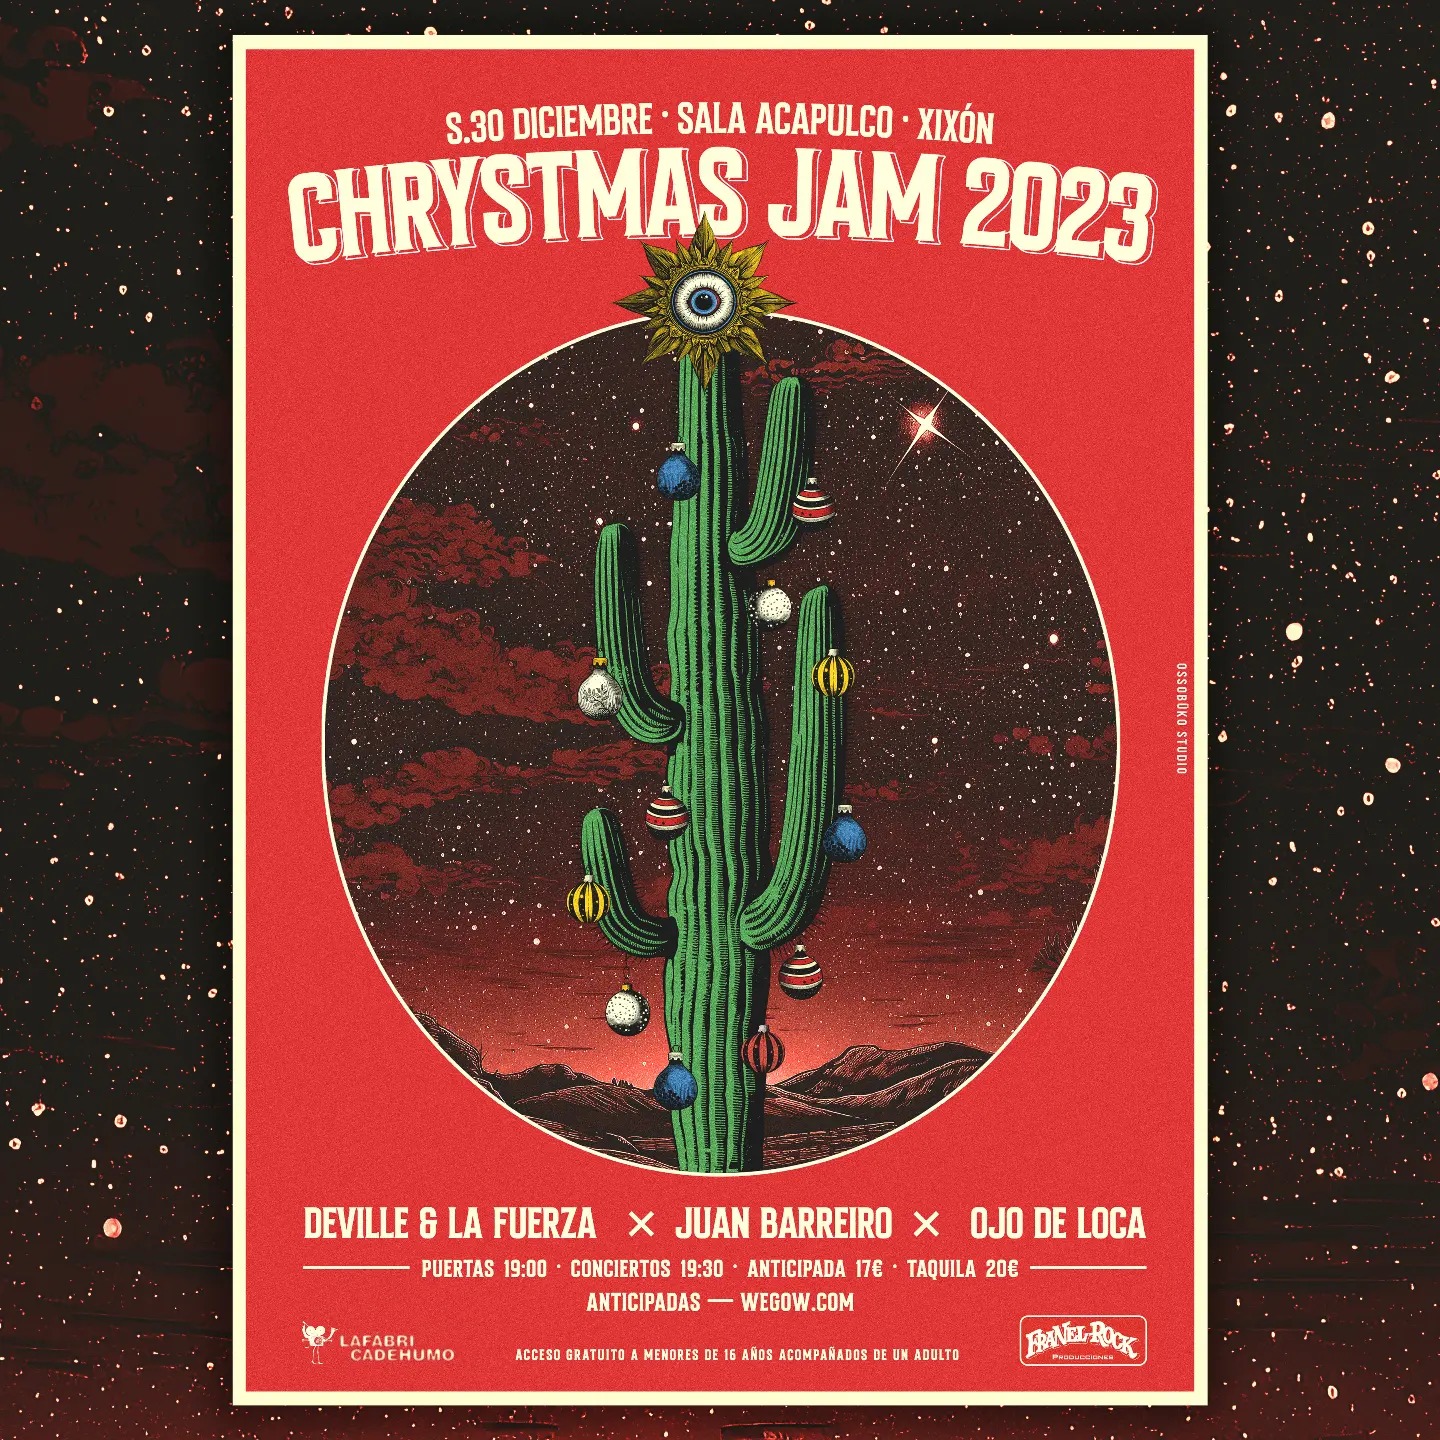 S.30 DICIEMBRE · SALA ACAPULCO · XIXÓN
CHRYSTMAS JAM 2023
OSSOBÜKO STUDIO
DEVILLE & LA FUERZA × JUAN BARREIRO × OJO DE LOCA
PUERTAS 19:00 · CONCIERTOS 19:30 · ANTICIPADA 17€ · TAQUILA 20€
ANTICIPADAS — WEGOW.COM
LAFABRI
CADEHUMO
ACCESO GRATUITO A MENORES DE 16 AÑOS ACOMPAÑADOS DE UN ADULTO
FRANEL-ROCK
PRODUCCIONES